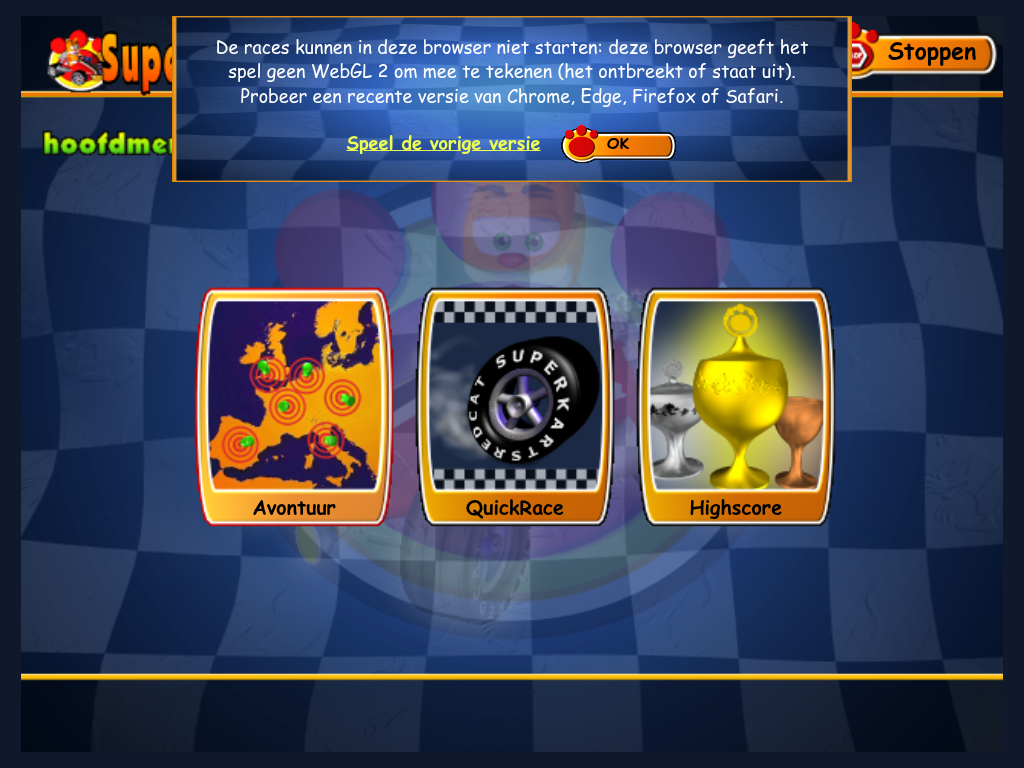 De races kunnen in deze browser niet starten: deze browser geeft het
spel geen WebGL 2 om mee te tekenen (het ontbreekt of staat uit).
Probeer een recente versie van Chrome, Edge, Firefox of Safari.
Speel de vorige versie
OK
Supe
Stoppen
hoofdme
SUPERKARTS
REDCAT
Avontuur
QuickRace
Highscore